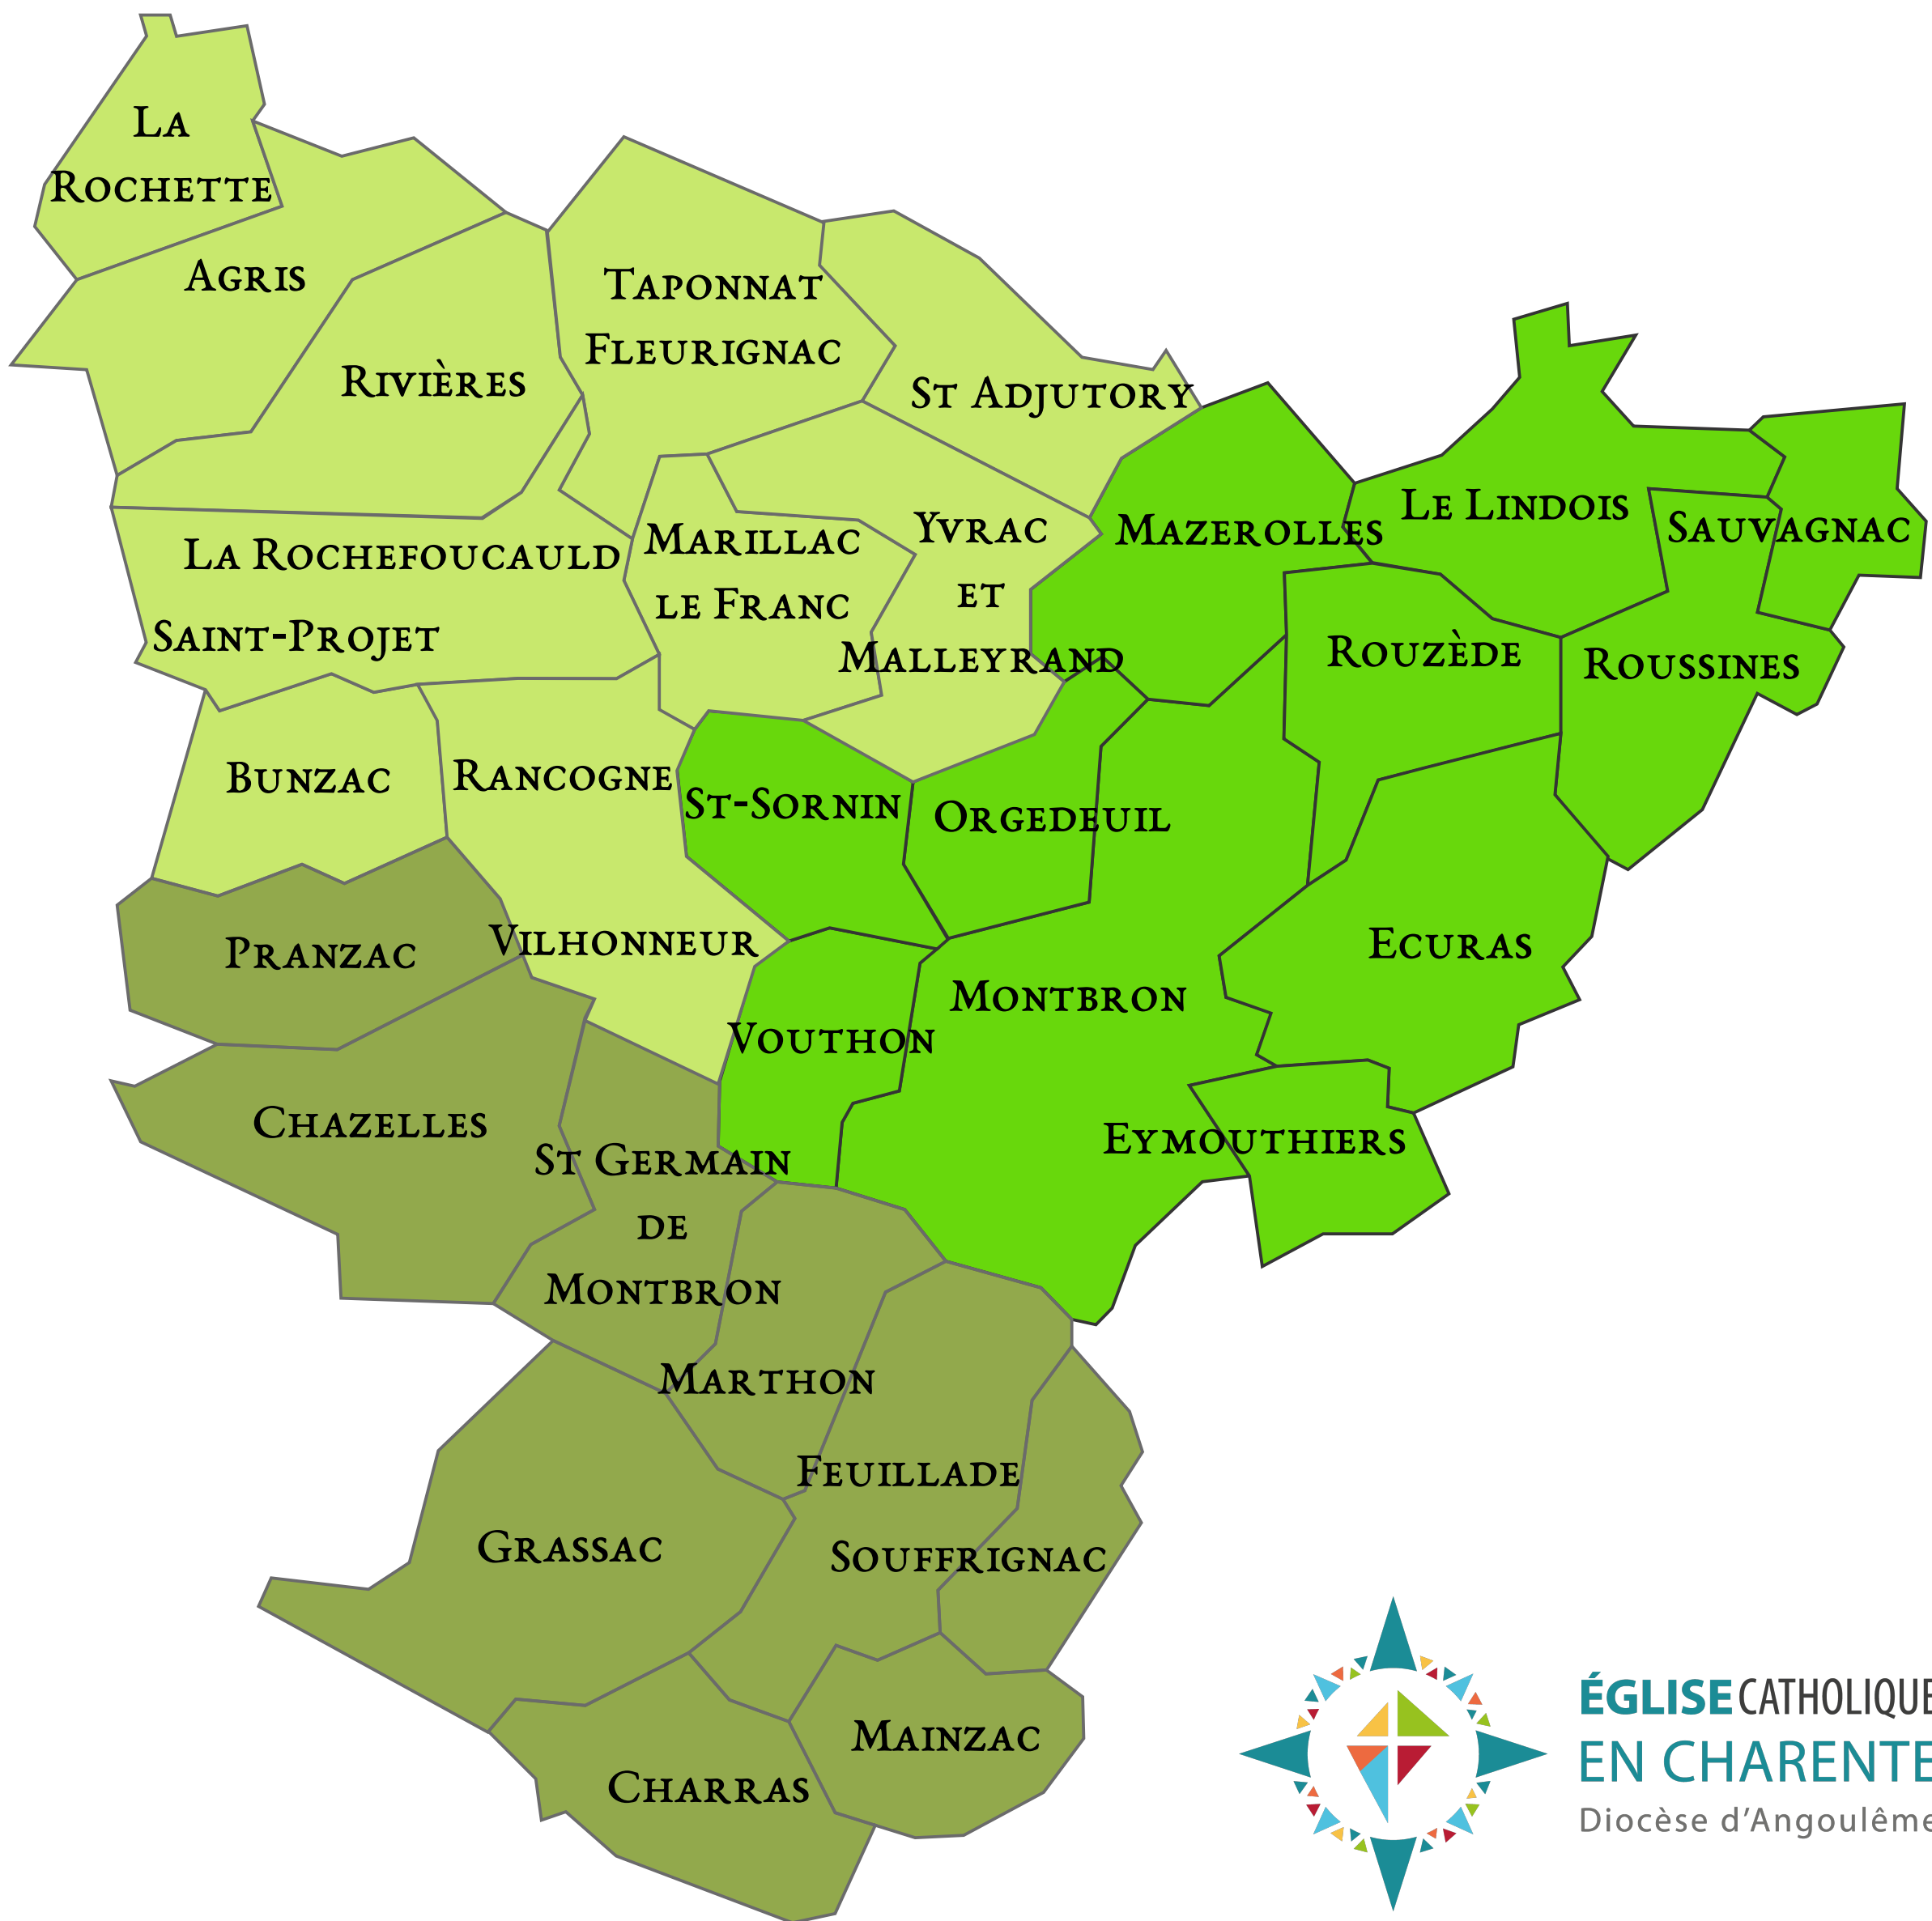 La
Rochette
Agris
Rivières
Taponnat
Fleurignac
St Adjutory
La Rochefoucauld
Saint-Projet
Marillac
le Franc
Yvrac
et
Malleyrand
Mazerolles
Le Lindois
Sauvagnac
Rouzède
Roussines
Bunzac
Rancogne
St-Sornin
Orgedeuil
Pranzac
Vilhonneur
Vouthon
Montbron
Ecuras
Chazelles
St Germain
de
Montbron
Eymouthiers
Marthon
Feuillade
Grassac
Souffrignac
Mainzac
Charras
ÉGLISE CATHOLIQUE
EN CHARENTE
Diocèse d'Angoulême